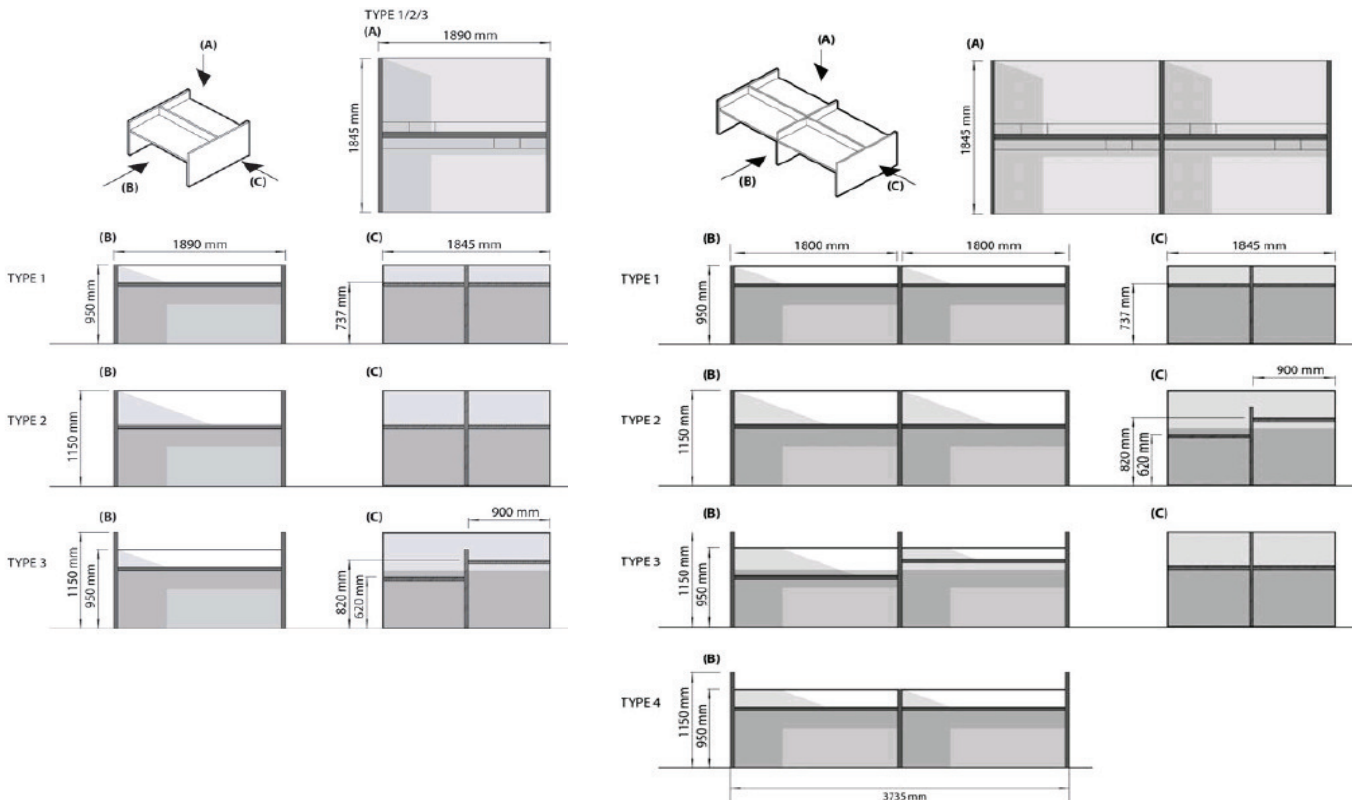 TYPE 1/2/3
(A)
(A)
1890 mm
1845 mm
(B)
(C)
(B)
1890 mm
(C)
1845 mm
TYPE 1
950 mm
737 mm
(B)
(C)
TYPE 2
1150 mm
(B)
(C)
900 mm
TYPE 3
1150 mm
950 mm
820 mm
620 mm
(A)
(A)
1845 mm
(B)
(C)
(B)
1800 mm
1800 mm
(C)
1845 mm
TYPE 1
950 mm
737 mm
(B)
(C)
900 mm
TYPE 2
1150 mm
820 mm
620 mm
(B)
(C)
TYPE 3
1150 mm
950 mm
(B)
TYPE 4
1150 mm
950 mm
3735 mm